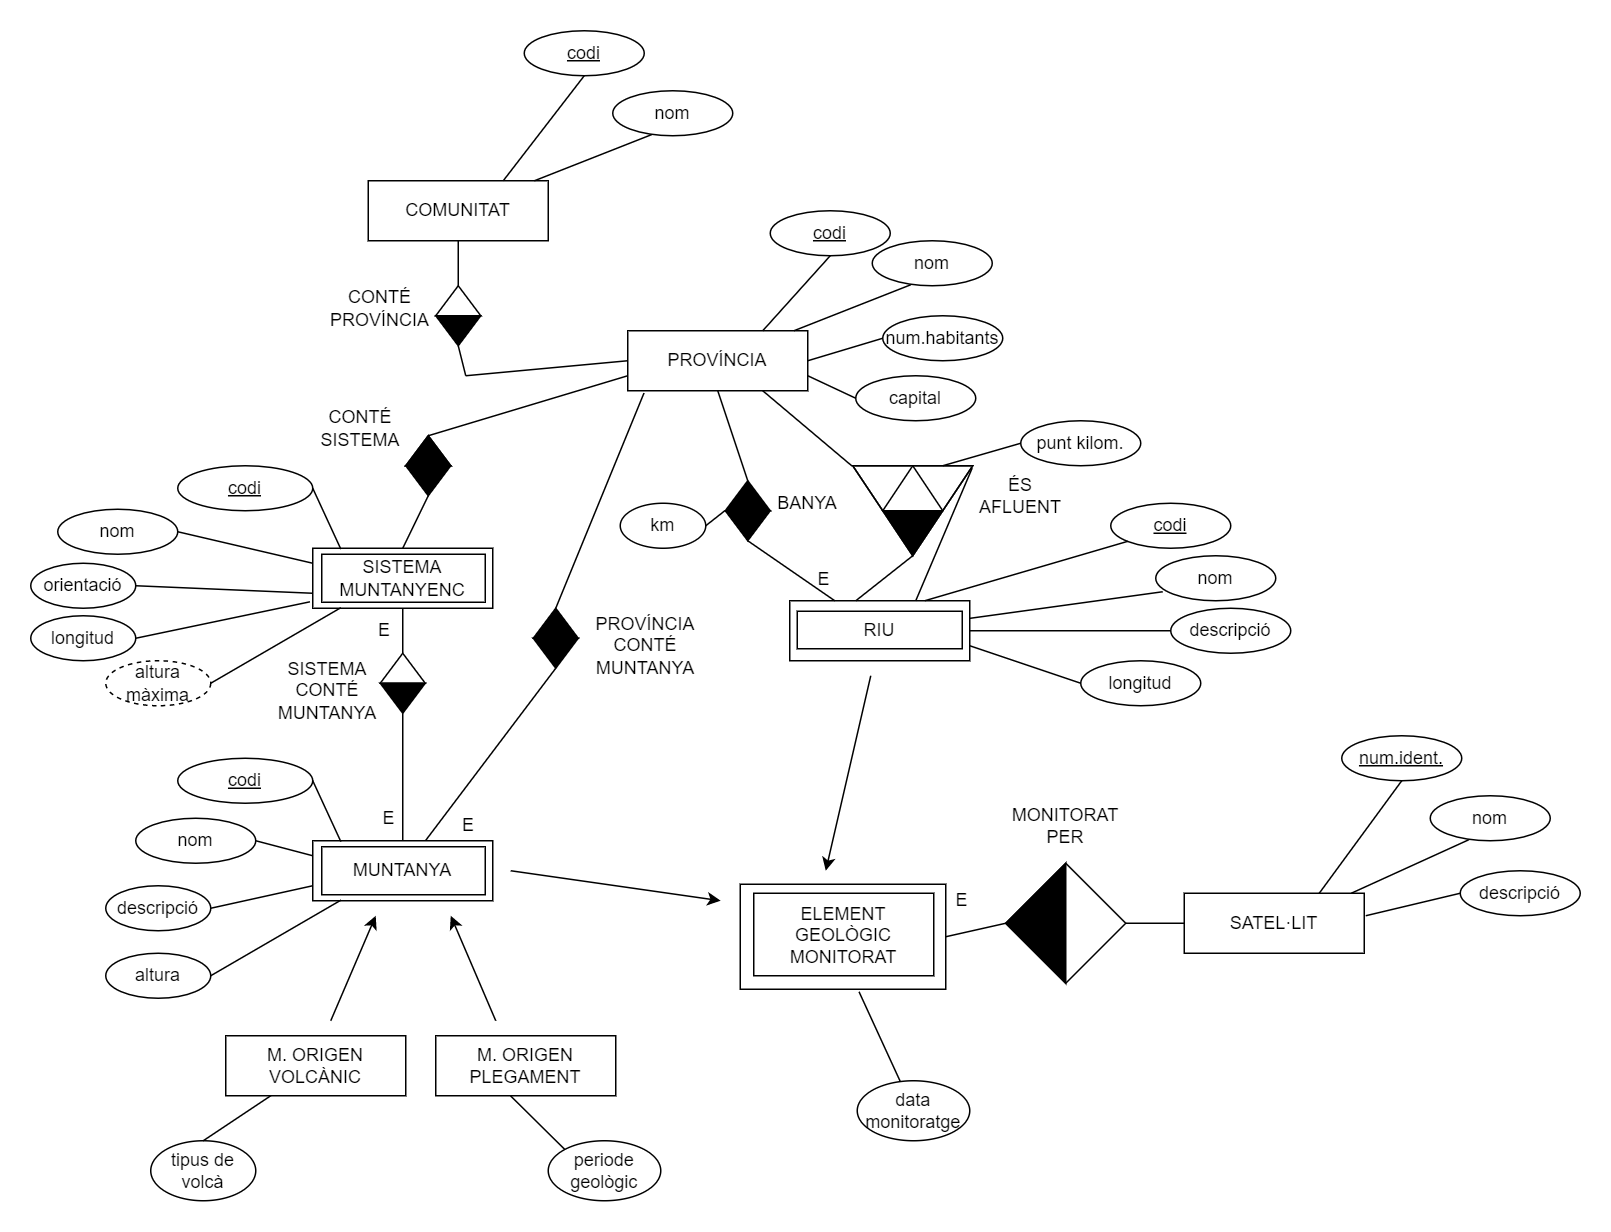 codi
nom
COMUNITAT
codi
nom
CONTÉ
PROVÍNCIA
num.habitants
PROVÍNCIA
capital
CONTÉ
SISTEMA
punt kilom.
codi
ÉS
AFLUENT
BANYA
km
nom
codi
SISTEMA
MUNTANYENC
orientació
E
nom
longitud
E
PROVÍNCIA
CONTÉ
MUNTANYA
RIU
descripció
altura
màxima
SISTEMA
CONTÉ
MUNTANYA
longitud
codi
num.ident.
E
E
MONITORAT
PER
nom
nom
MUNTANYA
descripció
E
descripció
ELEMENT
GEOLÒGIC
MONITORAT
SATEL·LIT
altura
M. ORIGEN
VOLCÀNIC
M. ORIGEN
PLEGAMENT
data
monitoratge
tipus de
volcà
periode
geològic